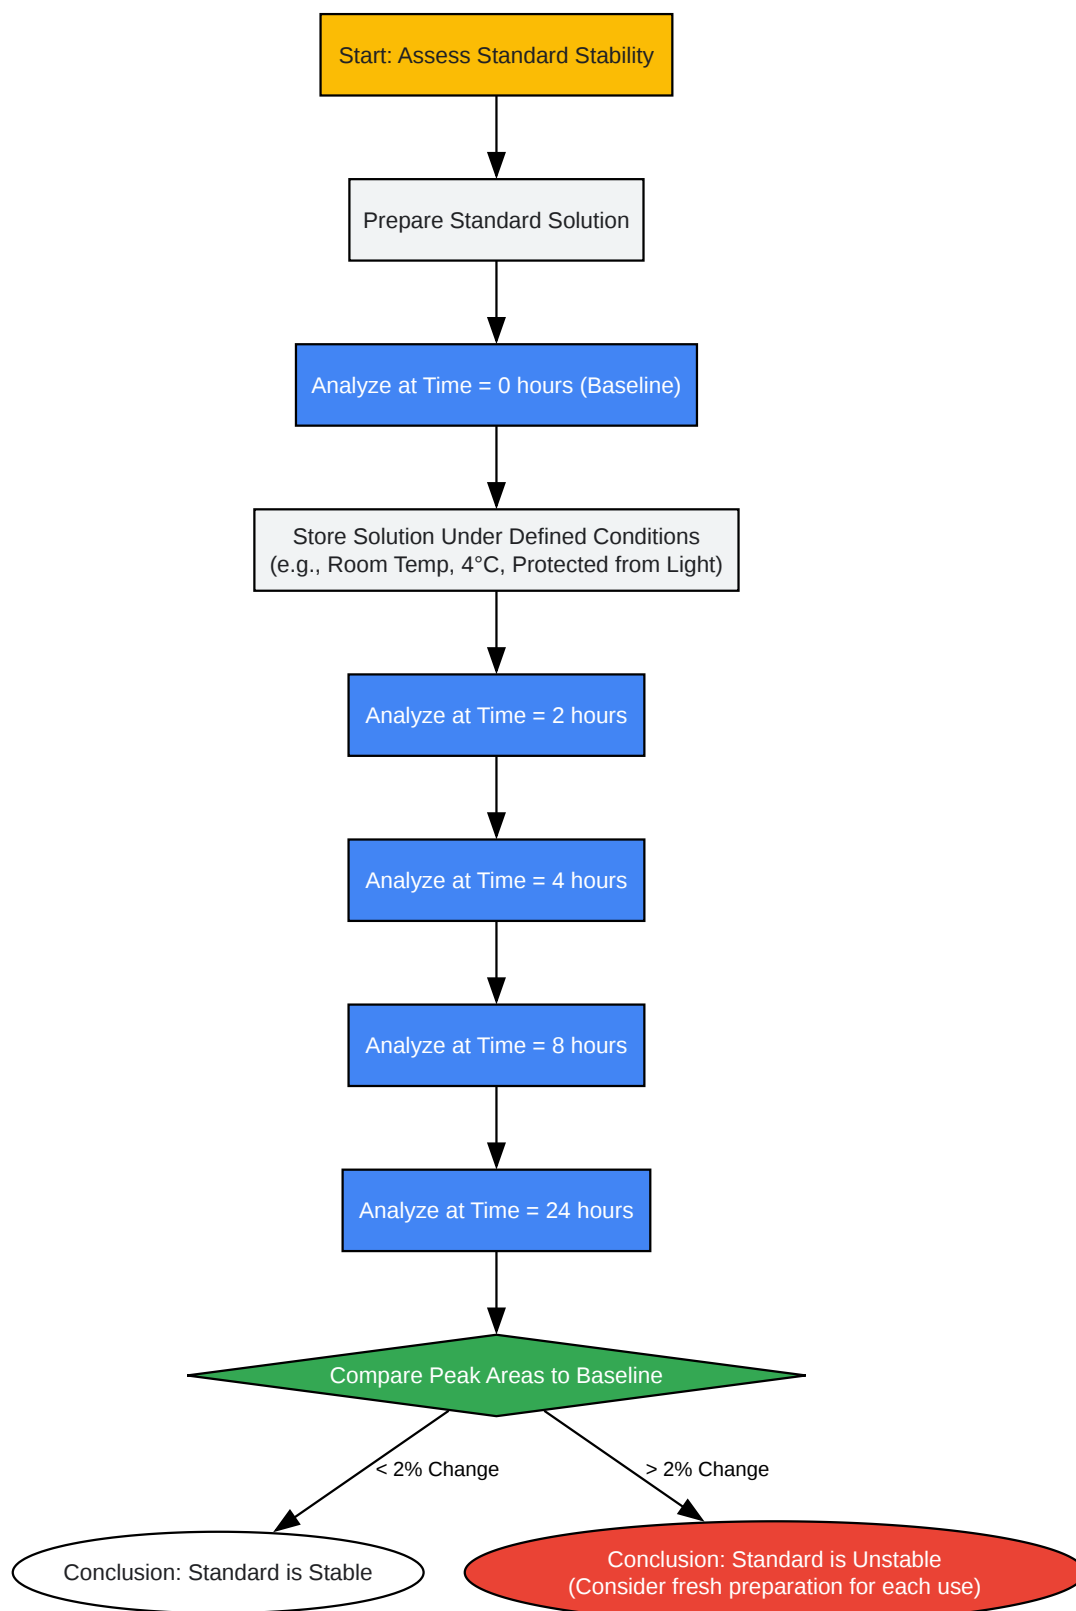 Start: Assess Standard Stability
Prepare Standard Solution
Analyze at Time = 0 hours (Baseline)
Store Solution Under Defined Conditions
(e.g., Room Temp, 4°C, Protected from Light)
Analyze at Time = 2 hours
Analyze at Time = 4 hours
Analyze at Time = 8 hours
Analyze at Time = 24 hours
Compare Peak Areas to Baseline
< 2% Change
> 2% Change
Conclusion: Standard is Stable
Conclusion: Standard is Unstable
(Consider fresh preparation for each use)